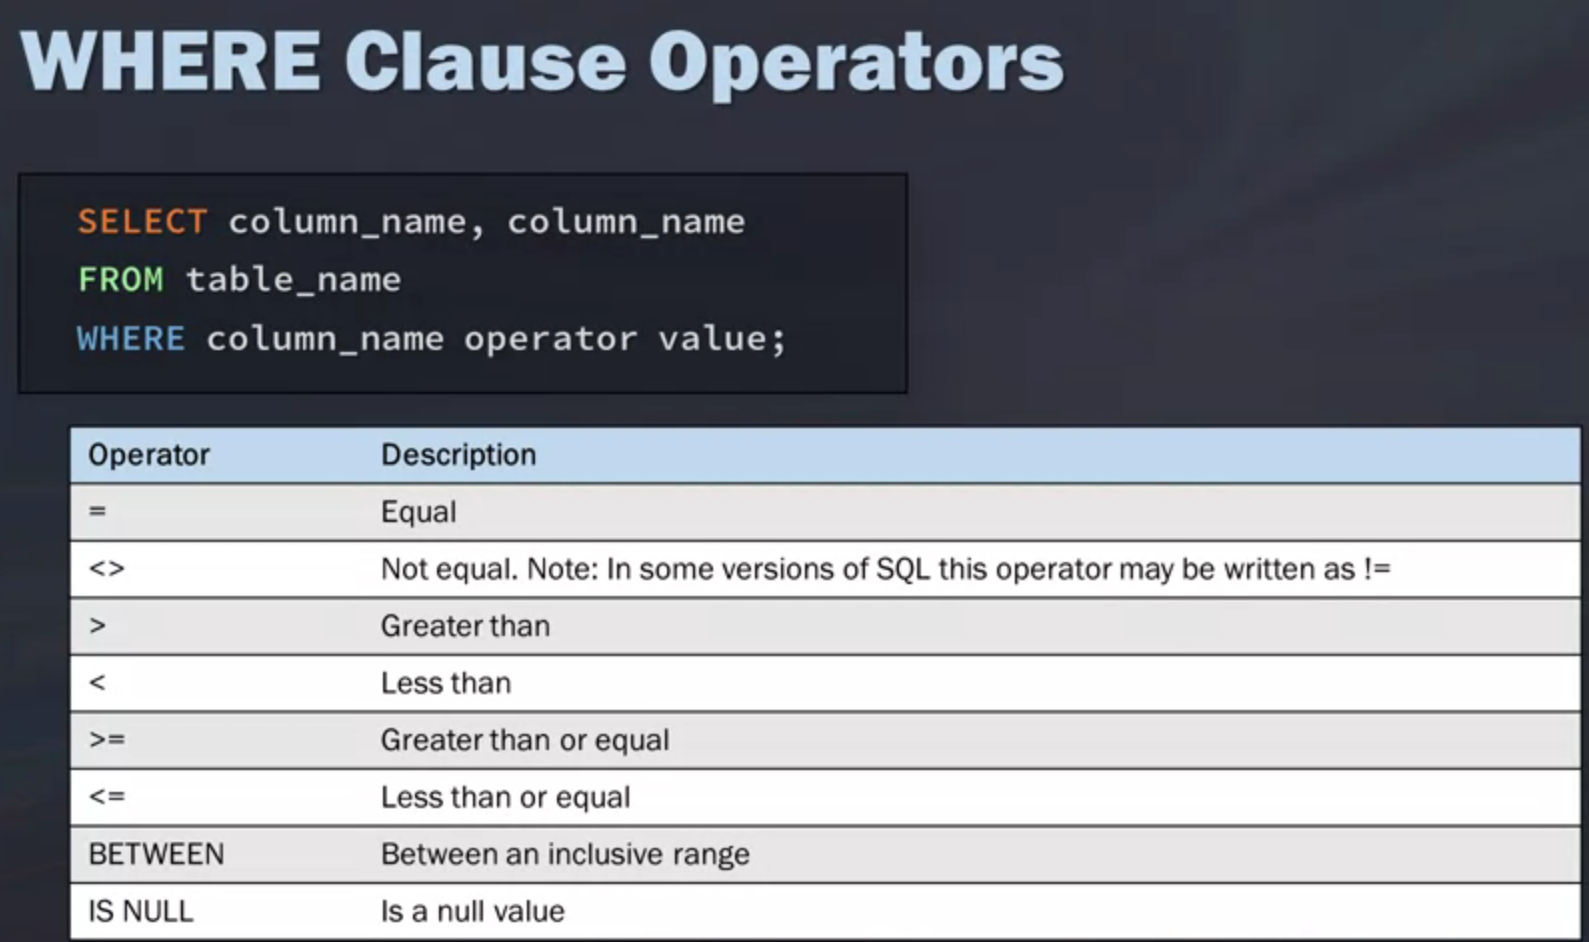 WHERE Clause Operators
SELECT column_name, column_name
FROM table_name
WHERE column_name operator value;
Operator Description
= Equal
<> Not equal. Note: In some versions of SQL this operator may be written as !=
> Greater than
< Less than
>= Greater than or equal
<= Less than or equal
BETWEEN Between an inclusive range
IS NULL Is a null value